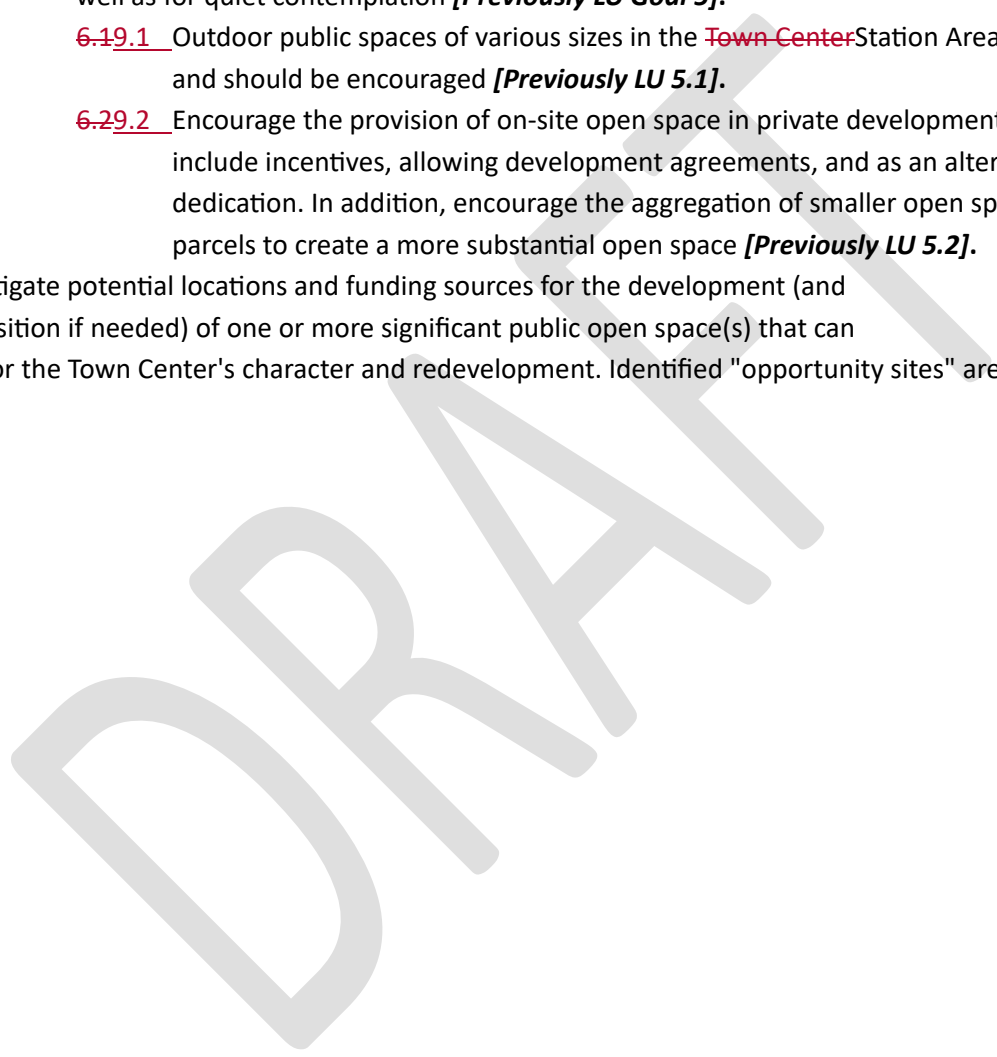 well as for quiet contemplation [Previously LU Goal 5].
6.19.1 Outdoor public spaces of various sizes in the Town CenterStation Area
and should be encouraged [Previously LU 5.1].
6.29.2 Encourage the provision of on-site open space in private development
include incentives, allowing development agreements, and as an alter
dedication. In addition, encourage the aggregation of smaller open sp
parcels to create a more substantial open space [Previously LU 5.2].
tigate potential locations and funding sources for the development (and
sition if needed) of one or more significant public open space(s) that can
or the Town Center's character and redevelopment. Identified "opportunity sites" are
DRAFT